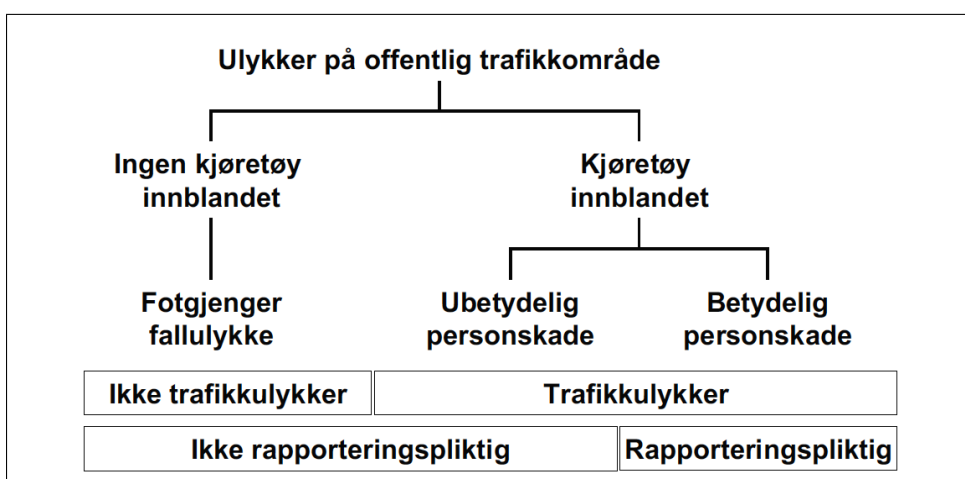 Ulykker på offentlig trafikkområde
Ingen kjøretøy
innblandet
Kjøretøy
innblandet
Fotgjenger
fallulykke
Ubetydelig
personskade
Betydelig
personskade
Ikke trafikkulykker
Trafikkulykker
Ikke rapporteringspliktig
Rapporteringspliktig